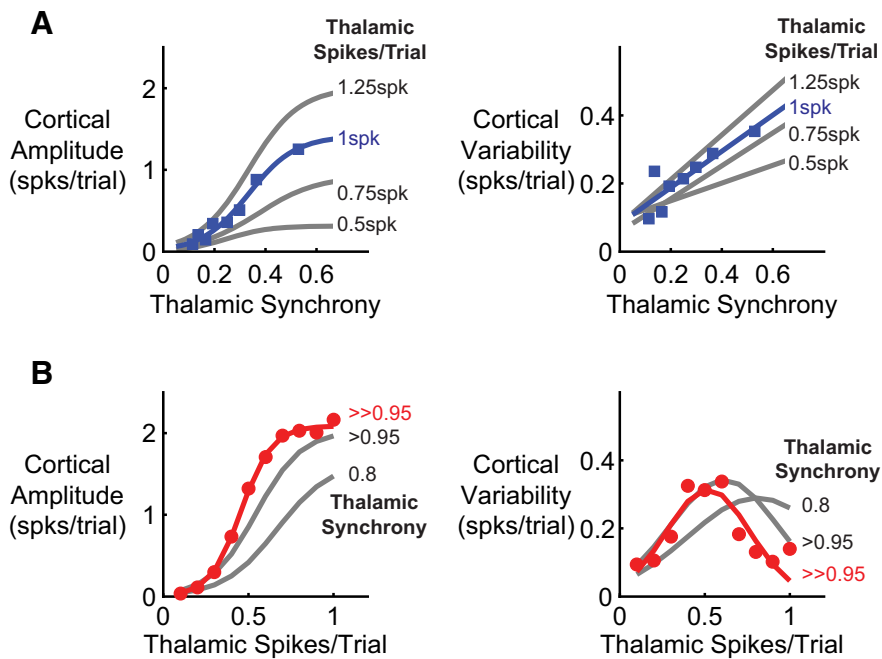 A
Thalamic
Spikes/Trial
2
1
0
Cortical
Amplitude
(spks/trial)
1.25spk
1spk
0.75spk
0.5spk
0 0.2 0.4 0.6
Thalamic Synchrony
Thalamic
Spikes/Trial
0.4
0.2
0
Cortical
Variability
(spks/trial)
1.25spk
1spk
0.75spk
0.5spk
0 0.2 0.4 0.6
Thalamic Synchrony
B
2
1
0
Cortical
Amplitude
(spks/trial)
>>0.95
>0.95
0.8
Thalamic
Synchrony
0 0.5 1
Thalamic Spikes/Trial
0.4
0.2
0
Cortical
Variability
(spks/trial)
Thalamic
Synchrony
0.8
>0.95
>>0.95
0 0.5 1
Thalamic Spikes/Trial